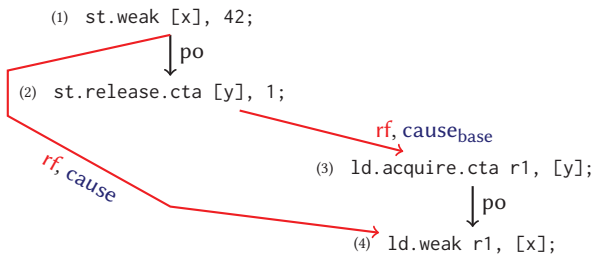 (1) st.weak [x], 42;
po
(2) st.release.cta [y], 1;
rf, causebase
(3) ld.acquire.cta r1, [y];
rf, cause
po
(4) ld.weak r1, [x];